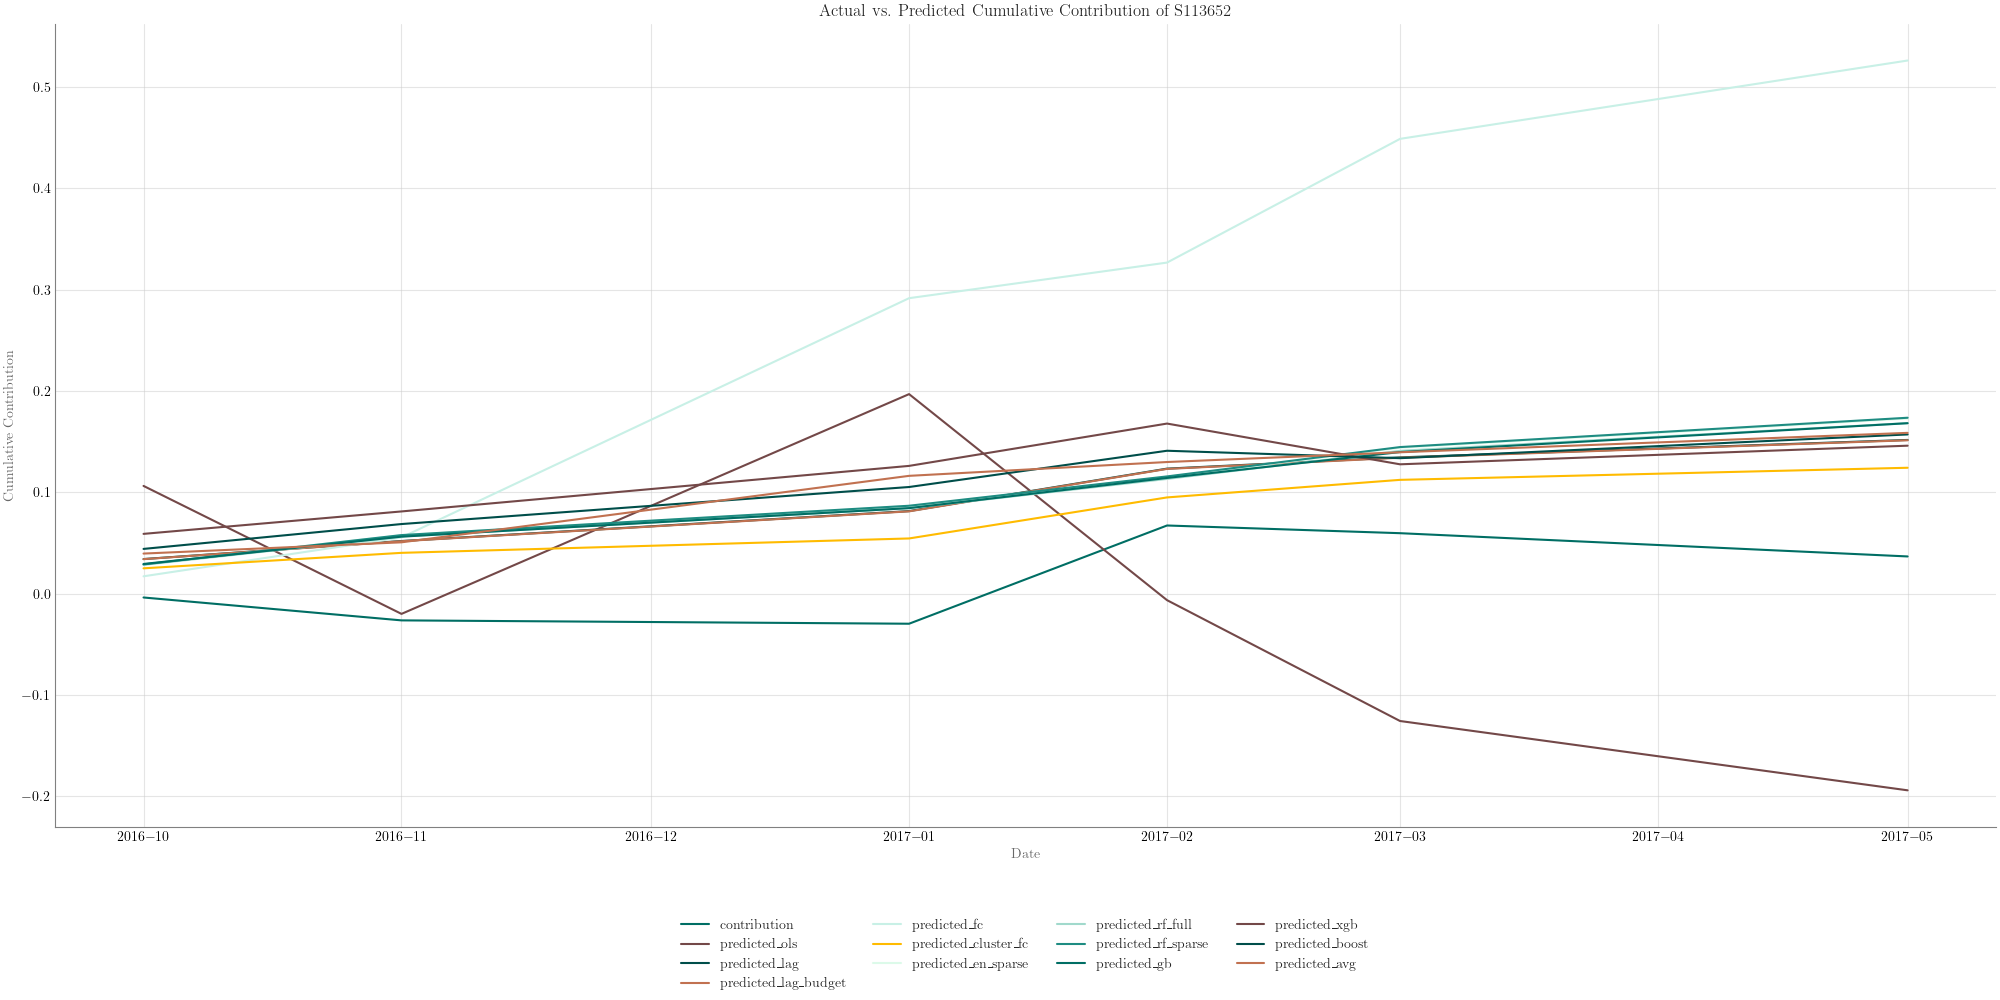 Actual vs. Predicted Cumulative Contribution of S113652
Cumulative Contribution
0.5
0.4
0.3
0.2
0.1
0.0
−0.1
−0.2
2016−10 2016−11 2016−12 2017−01 2017−02 2017−03 2017−04 2017−05
Date
contribution predicted_fc predicted_rf_full predicted_xgb
predicted_ols predicted_cluster_fc predicted_rf_sparse predicted_boost
predicted_lag predicted_en_sparse predicted_gb predicted_avg
predicted_lag_budget